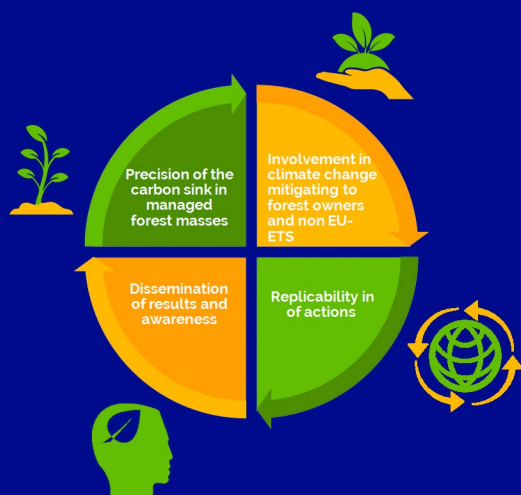 Precision of the
carbon sink in
managed
forest masses
Involvement in
climate change
mitigating to
forest owners
and non EU-
ETS
Dissemination
of results and
awareness
Replicability in
of actions